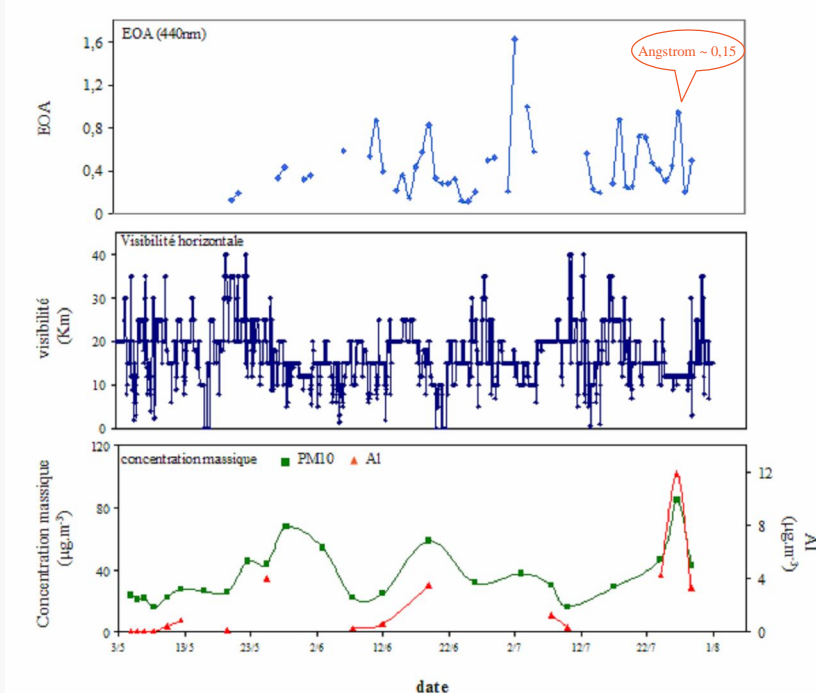 EOA (440nm)
Angstrom ~ 0,15
EOA
1,6
1,2
0,8
0,4
0
Visibilité horizontale
visibilité
(Km)
40
30
20
10
0
concentration massique PM10 Al
Concentration massique
(µg.m-³)
120
80
40
0
12
8
4
0
Al
(µg.m-³)
3/5 13/5 23/5 2/6 12/6 22/6 2/7 12/7 22/7 1/8
date